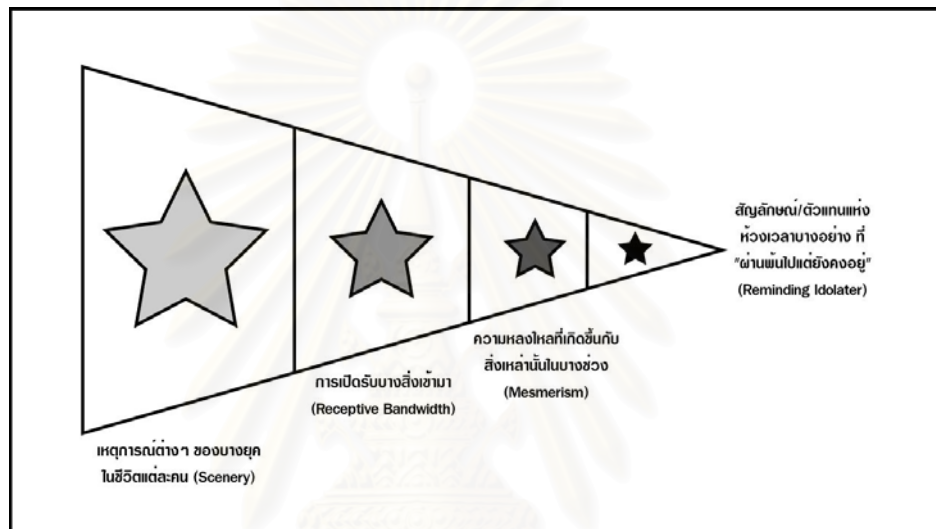 เหตุการณ์ต่างๆ ของบางยุค
ในชีวิตแต่ละคน (Scenery)
การเปิดรับบางสิ่งเข้ามา
(Receptive Bandwidth)
ความหลงใหลที่เกิดขึ้นกับ
สิ่งเหล่านั้นในบางช่วง
(Mesmerism)
สัญลักษณ์/ตัวแทนแห่ง
ห้วงเวลาบางอย่าง ที่
"ผ่านพ้นไปแต่ยังคงอยู่"
(Reminding Idolater)